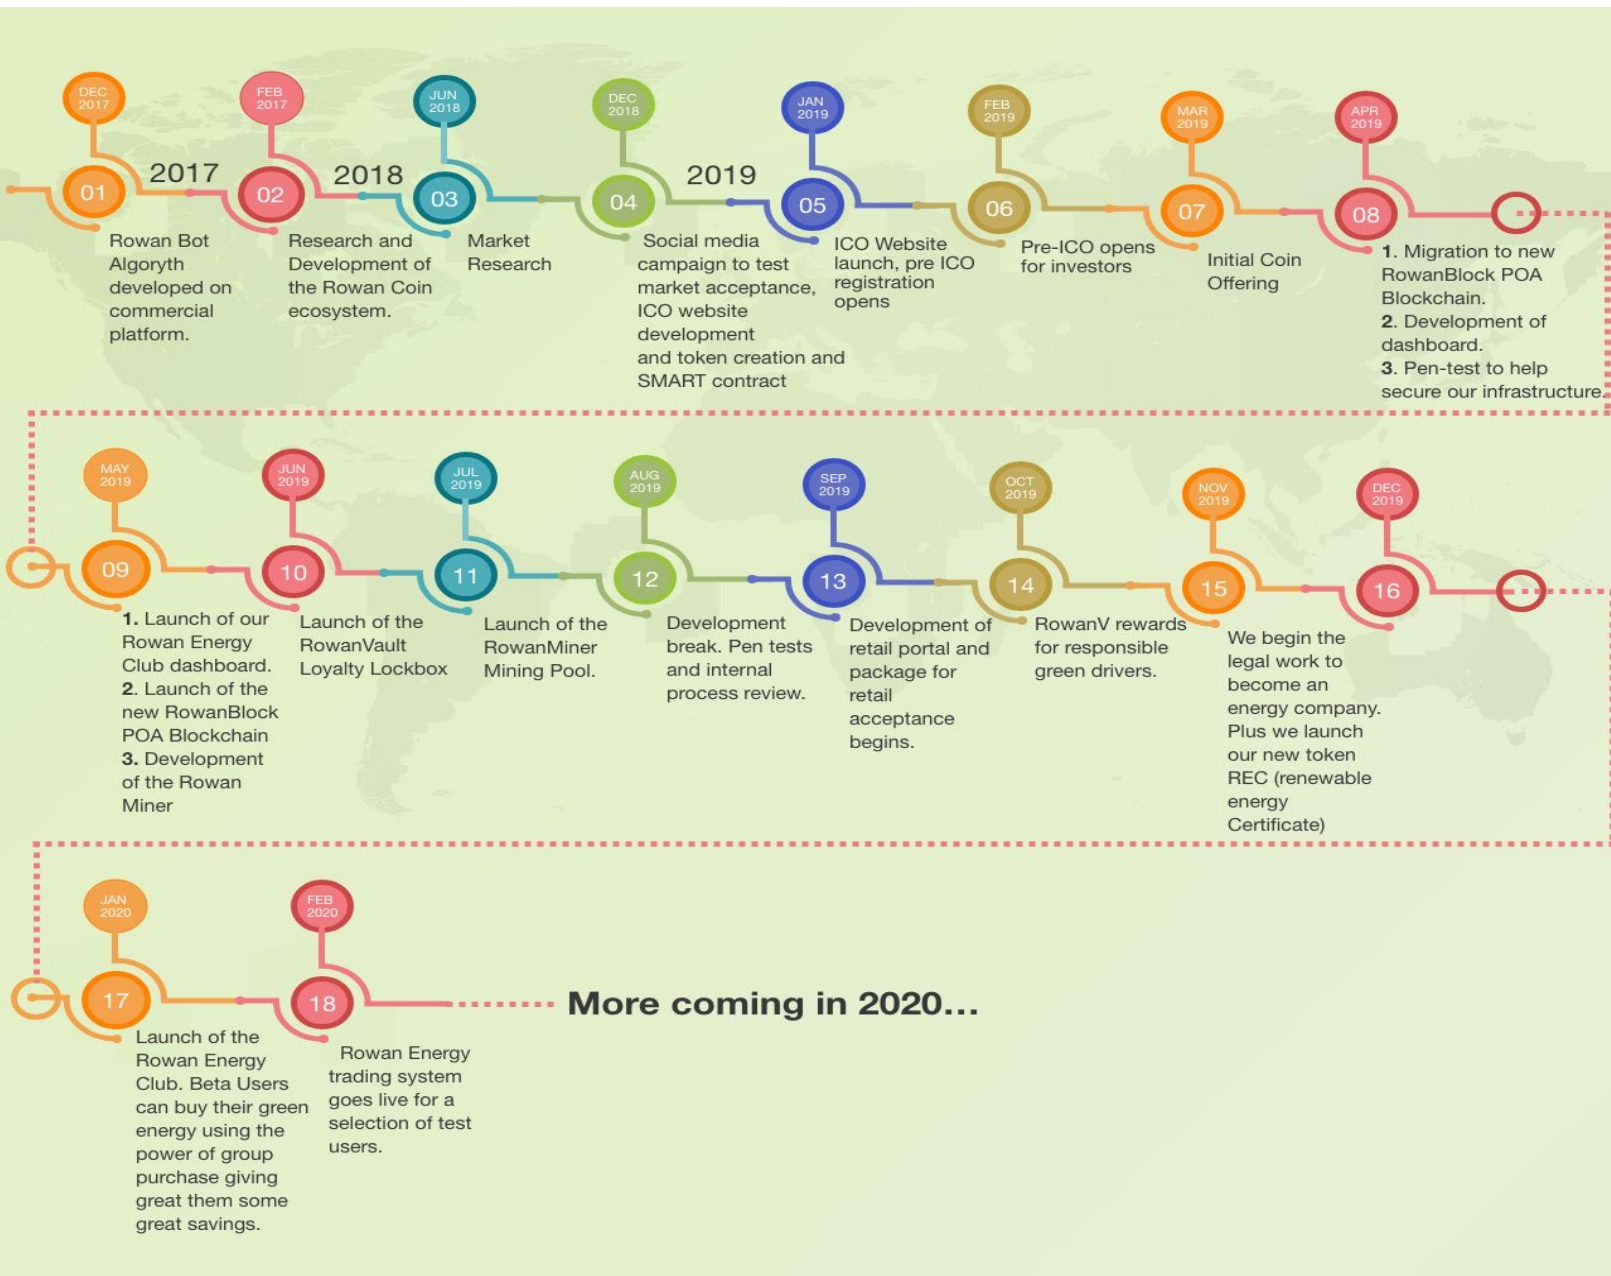 DEC
2017
01
Rowan Bot
Algoryth
developed on
commercial
platform.
2017
FEB
2017
02
Research and
Development of
the Rowan Coin
ecosystem.
2018
JUN
2018
03
Market
Research
DEC
2018
04
Social media
campaign to test
market acceptance,
ICO website
development
and token creation and
SMART contract
2019
JAN
2019
05
ICO Website
launch, pre ICO
registration
opens
FEB
2019
06
Pre-ICO opens
for investors
MAR
2019
07
Initial Coin
Offering
APR
2019
08
1. Migration to new
RowanBlock POA
Blockchain.
2. Development of
dashboard.
3. Pen-test to help
secure our infrastructure.
MAY
2019
09
1. Launch of our
Rowan Energy
Club dashboard.
2. Launch of the
new RowanBlock
POA Blockchain
3. Development
of the Rowan
Miner
JUN
2019
10
Launch of the
RowanVault
Loyalty Lockbox
JUL
2019
11
Launch of the
RowanMiner
Mining Pool.
AUG
2019
12
Development
break. Pen tests
and internal
process review.
SEP
2019
13
Development of
retail portal and
package for
retail
acceptance
begins.
OCT
2019
14
RowanV rewards
for responsible
green drivers.
NOV
2019
15
We begin the
legal work to
become an
energy company.
Plus we launch
our new token
REC (renewable
energy
Certificate)
DEC
2019
16
JAN
2020
17
Launch of the
Rowan Energy
Club. Beta Users
can buy their green
energy using the
power of group
purchase giving
great them some
great savings.
FEB
2020
18
Rowan Energy
trading system
goes live for a
selection of test
users.
More coming in 2020...